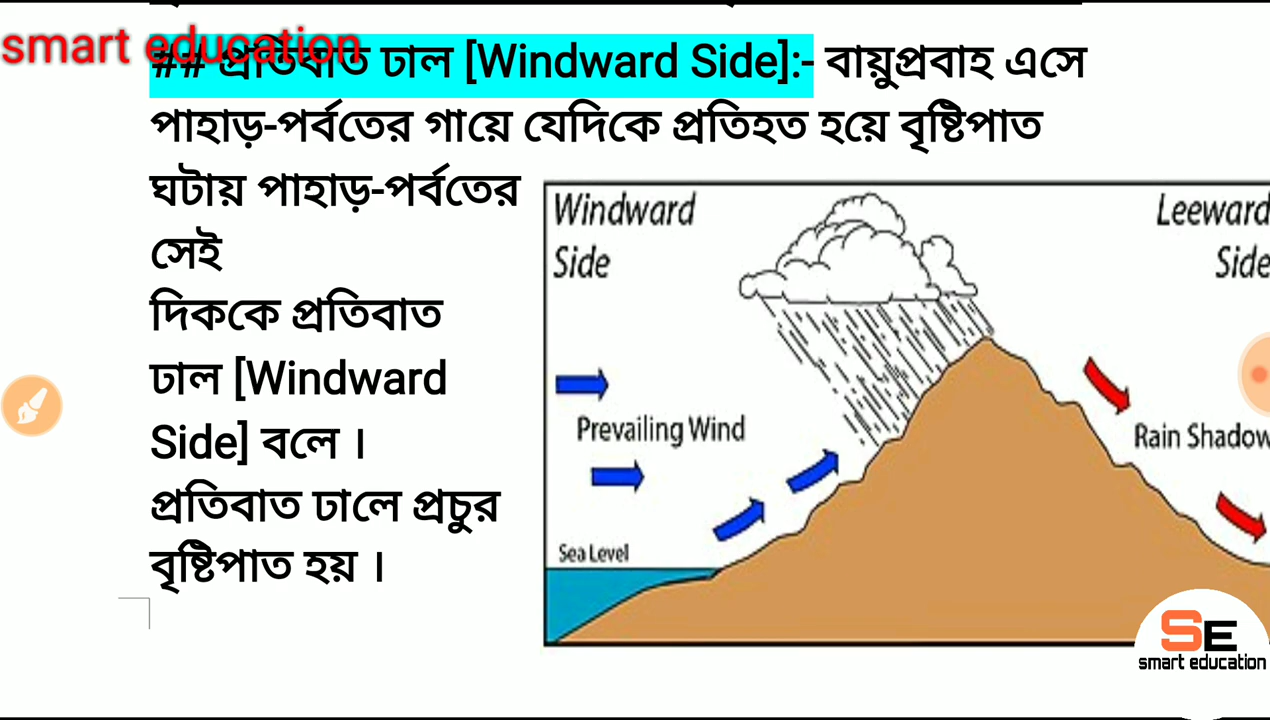 smart education
## প্রতিবাত ঢাল [Windward Side]:- বায়ুপ্রবাহ এসে
পাহাড়-পর্বতের গায়ে যেদিকে প্রতিহত হয়ে বৃষ্টিপাত
ঘটায় পাহাড়-পর্বতের
সেই
দিককে প্রতিবাত
ঢাল [Windward
Side] বলে ।
প্রতিবাত ঢালে প্রচুর
বৃষ্টিপাত হয় ।
Windward
Side
Leeward
Side
Prevailing Wind
Rain Shadow
Sea Level
SE
smart education